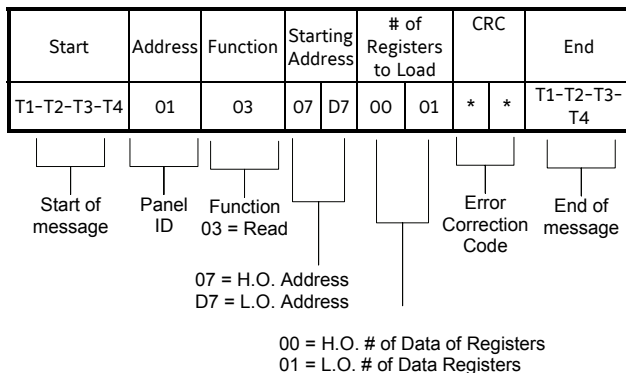 Start Address Function Starting Address # of Registers to Load CRC End
T1-T2-T3-T4 01 03 07 D7 00 01 * * T1-T2-T3-T4
Start of message
Panel ID
Function 03 = Read
Error Correction Code
End of message
07 = H.O. Address
D7 = L.O. Address
00 = H.O. # of Data of Registers
01 = L.O. # of Data Registers